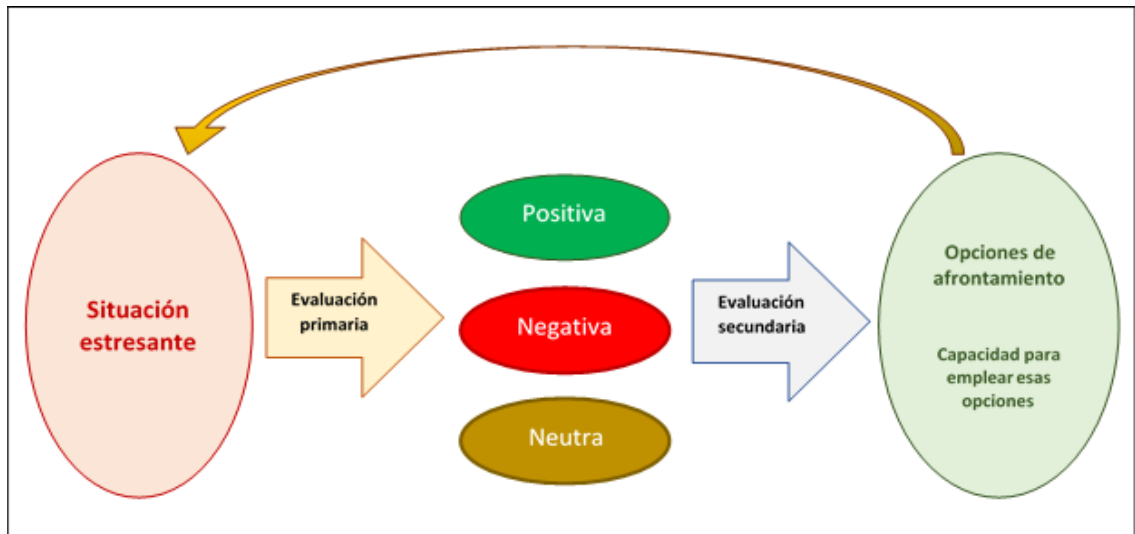 Situación
estresante
Evaluación
primaria
Positiva
Negativa
Neutra
Evaluación
secundaria
Opciones de
afrontamiento
Capacidad para
emplear esas
opciones